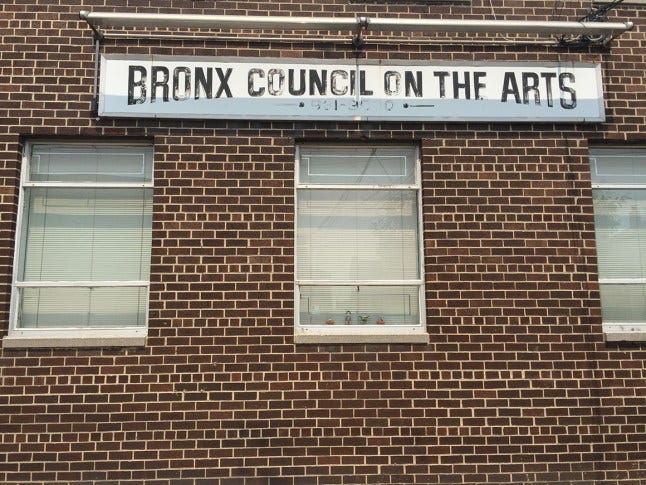 BRONX COUNCIL ON THE ARTS